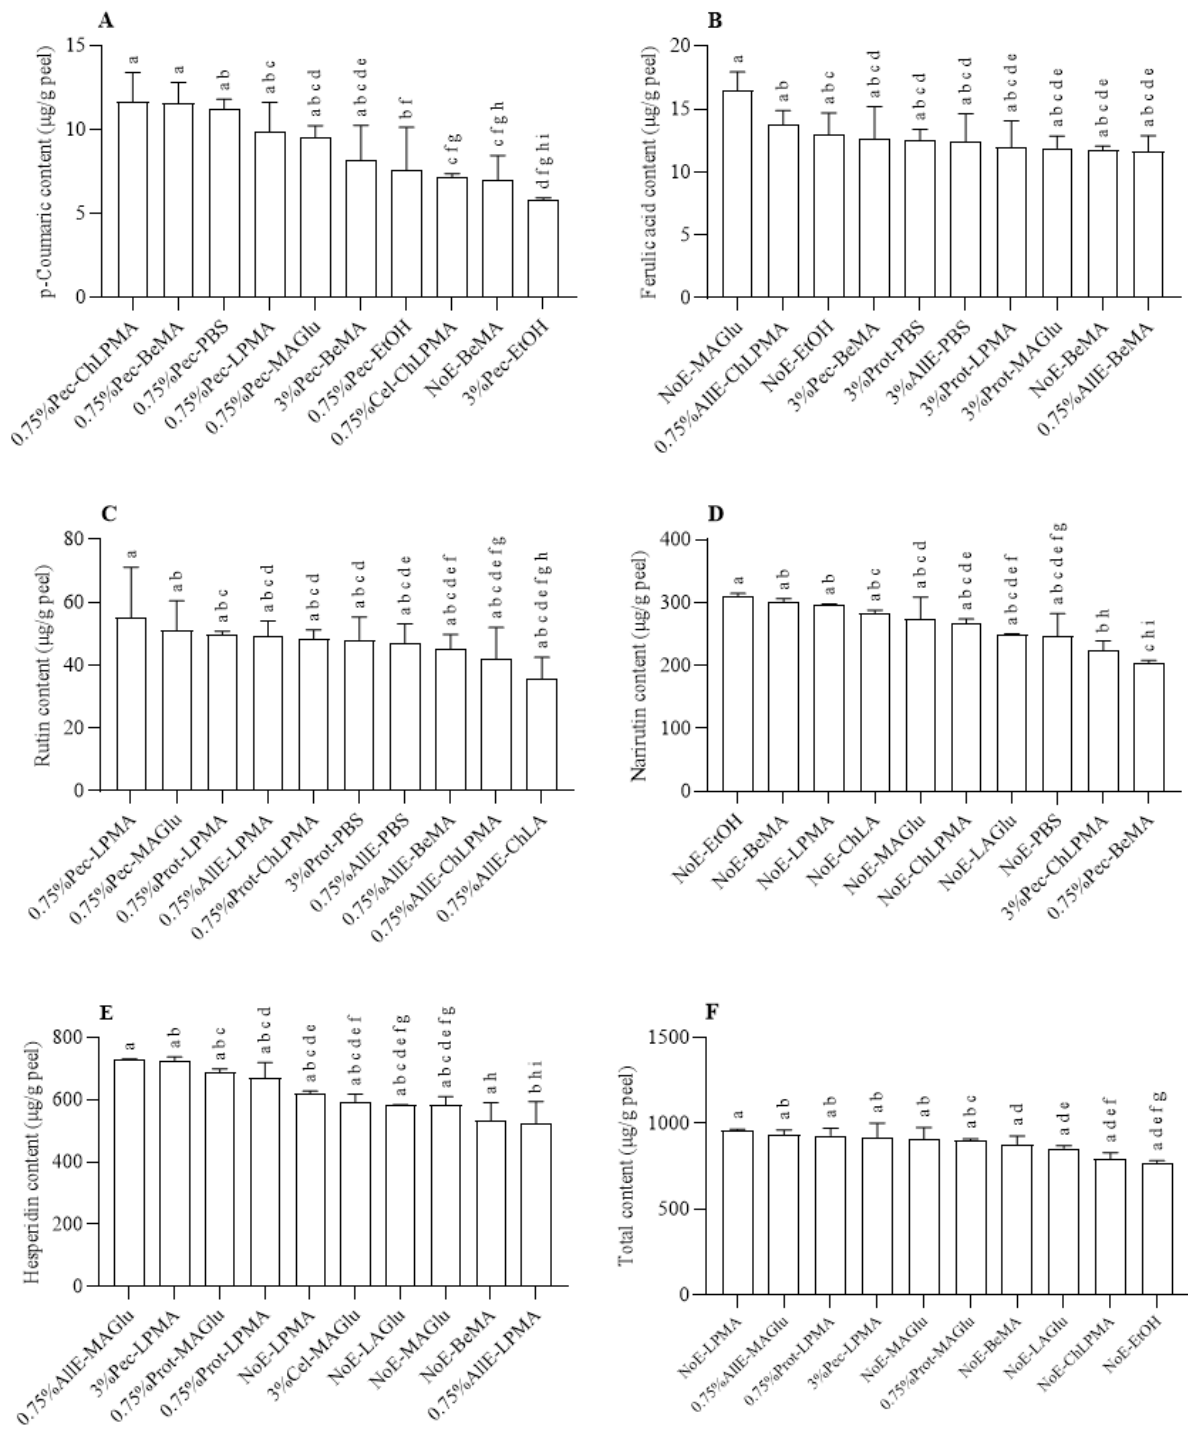 A
p-Coumaric content (µg/g peel)
15
10
5
0
a
a
a b
a b c
a b c d
a b c d e
b f
c f g
c f g h
d f g h i
0.75%Pec-ChLPMA
0.75%Pec-BeMA
0.75%Pec-PBS
0.75%Pec-LPMA
0.75%Pec-MAGlu
3%Pec-BeMA
0.75%Pec-EtOH
0.75%Cel-ChLPMA
NoE-BeMA
3%Pec-EtOH
B
Ferulic acid content (µg/g peel)
20
15
10
5
0
a
a b
a b c
a b c d
a b c d
a b c d
a b c d e
a b c d e
a b c d e
a b c d e
NoE-MAGlu
0.75%AllE-ChLPMA
NoE-EtOH
3%Pec-BeMA
3%Prot-PBS
3%AllE-PBS
3%Prot-LPMA
3%Prot-MAGlu
NoE-BeMA
0.75%AllE-BeMA
C
Rutin content (µg/g peel)
80
60
40
20
0
a
a b
a b c
a b c d
a b c d
a b c d
a b c d e
a b c d e f
a b c d e f g
a b c d e f g h
0.75%Pec-LPMA
0.75%Pec-MAGlu
0.75%Prot-LPMA
0.75%AllE-LPMA
0.75%Prot-ChLPMA
3%Prot-PBS
0.75%AllE-PBS
0.75%AllE-BeMA
0.75%AllE-ChLPMA
0.75%AllE-ChLA
D
Narirutin content (µg/g peel)
400
300
200
100
0
a
a b
a b
a b c
a b c d
a b c d e
a b c d e f
a b c d e f g
b h
c h i
NoE-EtOH
NoE-BeMA
NoE-LPMA
NoE-ChLA
NoE-MAGlu
NoE-ChLPMA
NoE-LAGlu
NoE-PBS
3%Pec-ChLPMA
0.75%Pec-BeMA
E
Hesperidin content (µg/g peel)
800
600
400
200
0
a
a b
a b c
a b c d
a b c d e
a b c d e f
a b c d e f g
a b c d e f g
a h
b h i
0.75%AllE-MAGlu
3%Pec-LPMA
0.75%Prot-MAGlu
0.75%Prot-LPMA
NoE-LPMA
3%Cel-MAGlu
NoE-LAGlu
NoE-MAGlu
NoE-BeMA
0.75%AllE-LPMA
F
Total content (µg/g peel)
1500
1000
500
0
a
a b
a b
a b
a b
a b c
a d
a d e
a d e f
a d e f g
NoE-LPMA
0.75%AllE-MAGlu
0.75%Prot-LPMA
3%Pec-LPMA
NoE-MAGlu
0.75%Prot-MAGlu
NoE-BeMA
NoE-LAGlu
NoE-ChLPMA
NoE-EtOH